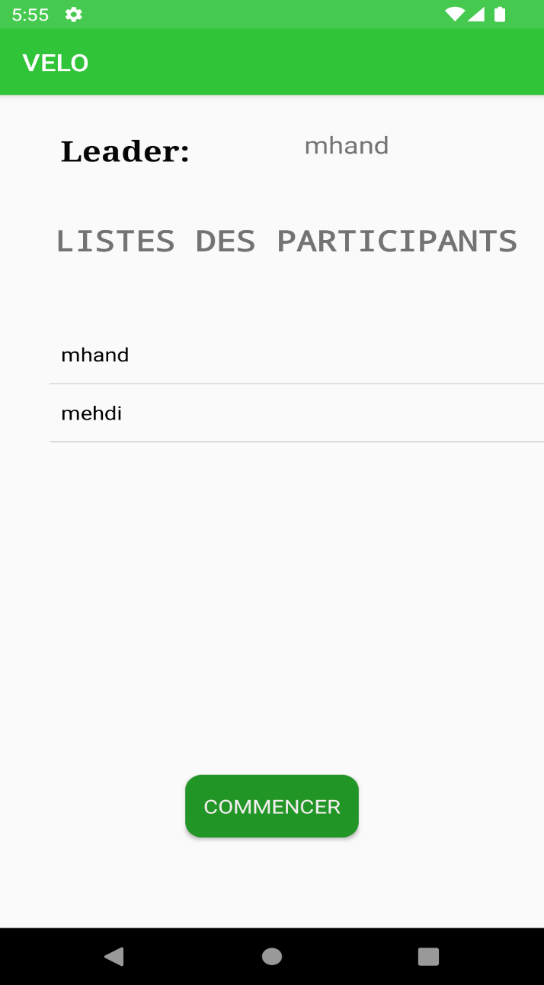 5:55
VELO
Leader: mhand
LISTES DES PARTICIPANTS
mhand
mehdi
COMMENCER